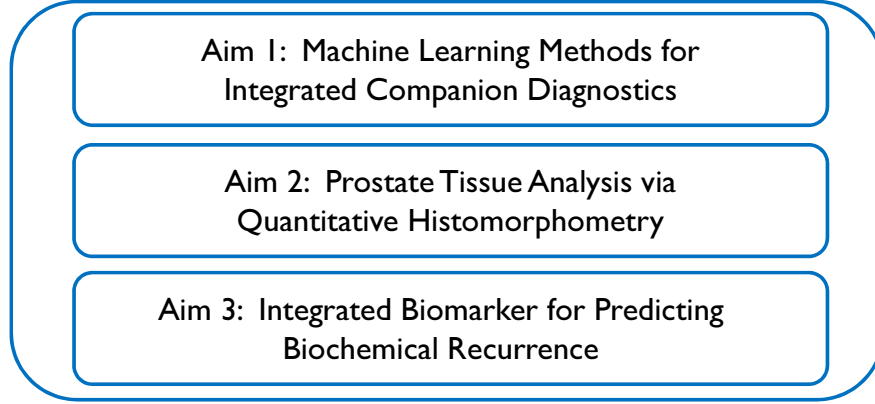 Aim 1: Machine Learning Methods for
Integrated Companion Diagnostics
Aim 2: Prostate Tissue Analysis via
Quantitative Histomorphometry
Aim 3: Integrated Biomarker for Predicting
Biochemical Recurrence